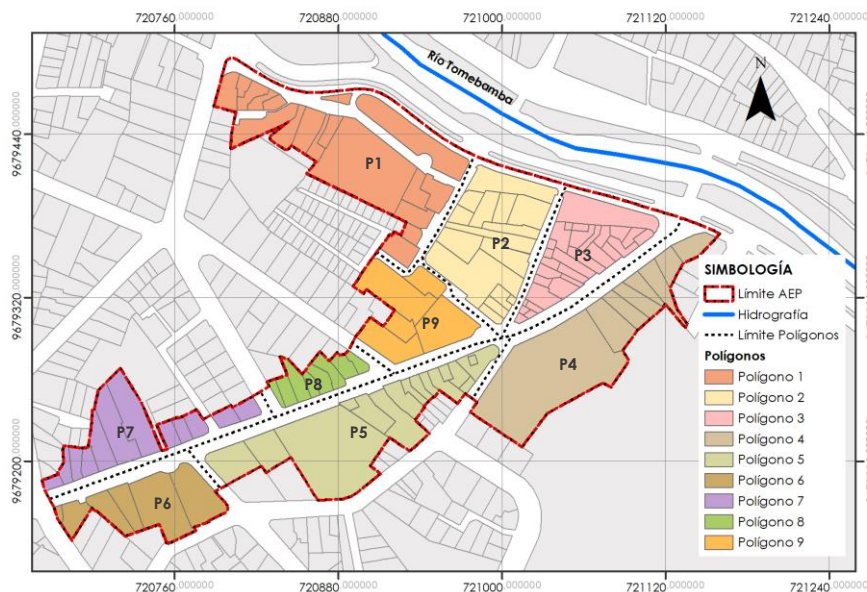 720760.000000 720880.000000 721000.000000 721120.000000 721240.000000
Río Tomebamba
N
9679440.000000
P1
P2
P3
9679320.000000
P9
P4
P8
P5
P7
9679200.000000
P6
SIMBOLOGÍA
Límite AEP
Hidrografía
Límite Polígonos
Polígonos
Polígono 1
Polígono 2
Polígono 3
Polígono 4
Polígono 5
Polígono 6
Polígono 7
Polígono 8
Polígono 9
720760.000000 720880.000000 721000.000000 721120.000000 721240.000000